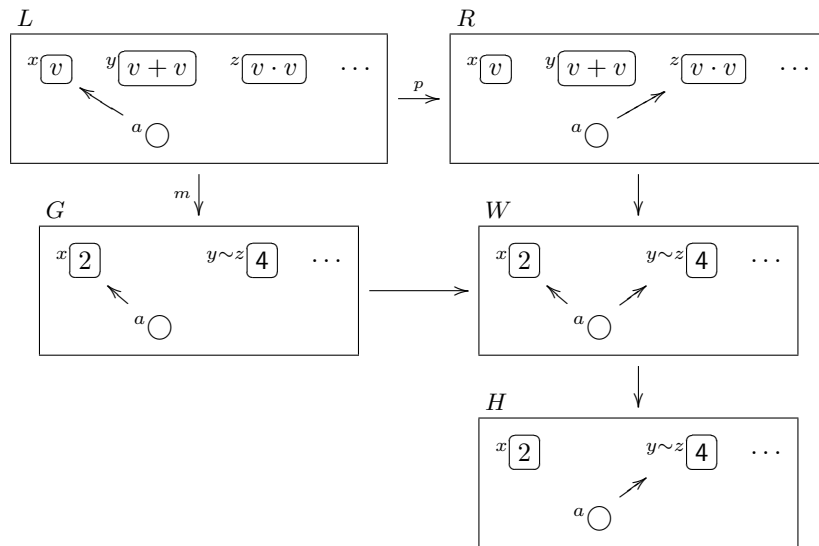 L R
x v y v + v z v · v ··· p x v y v + v z v · v ···
a a
m
G W
x 2 y∼z 4 ··· x 2 y∼z 4 ···
a a
H
x 2 y∼z 4 ···
a